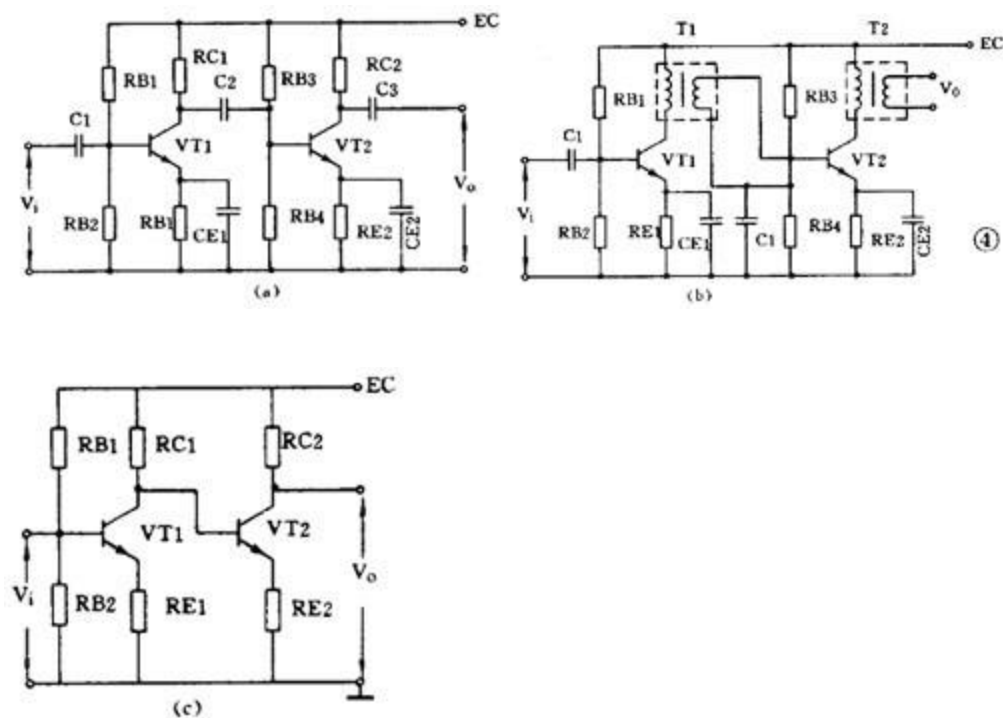 EC
RC1
RB1
C2
RB3
RC2
C3
C1
VT1
VT2
Vi
Vo
RB2
RB1
CE1
RB4
RE2
CE2
(a)
T1
T2
EC
RB1
RB3
Vo
C1
VT1
VT2
Vi
RB2
RE1
CE1
C1
RB4
RE2
CE2
④
(b)
EC
RB1
RC1
RC2
VT1
VT2
Vi
Vo
RB2
RE1
RE2
(c)